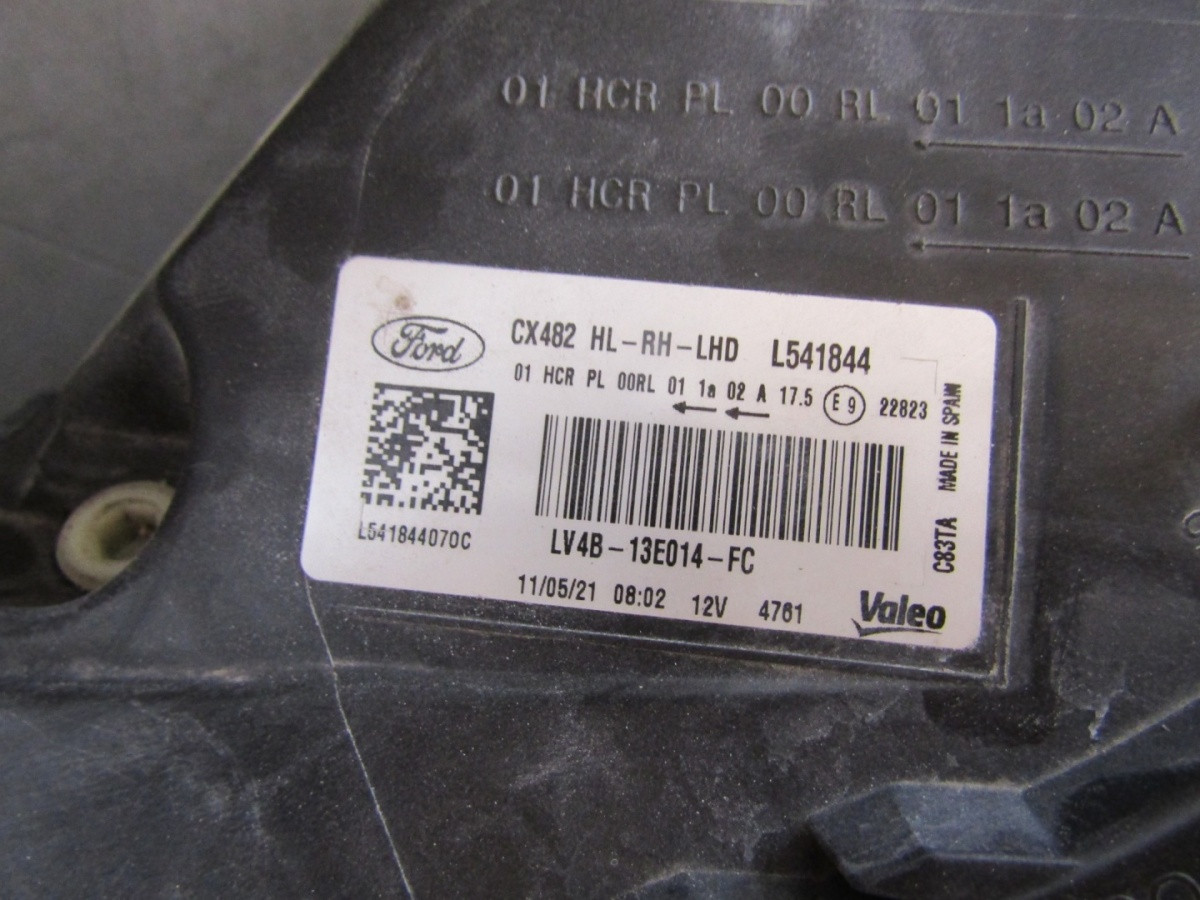 01 HCR PL 00 RL 01 1a 02 A
01 HCR PL 00 RL 01 1a 02 A
Ford
CX482 HL-RH-LHD L541844
01 HCR PL 00RL 01 1a 02 A 17.5 E9 22823
L541844070C
LV4B-13E014-FC
11/05/21 08:02 12V 4761
Valeo
C83TA MADE IN SPAIN